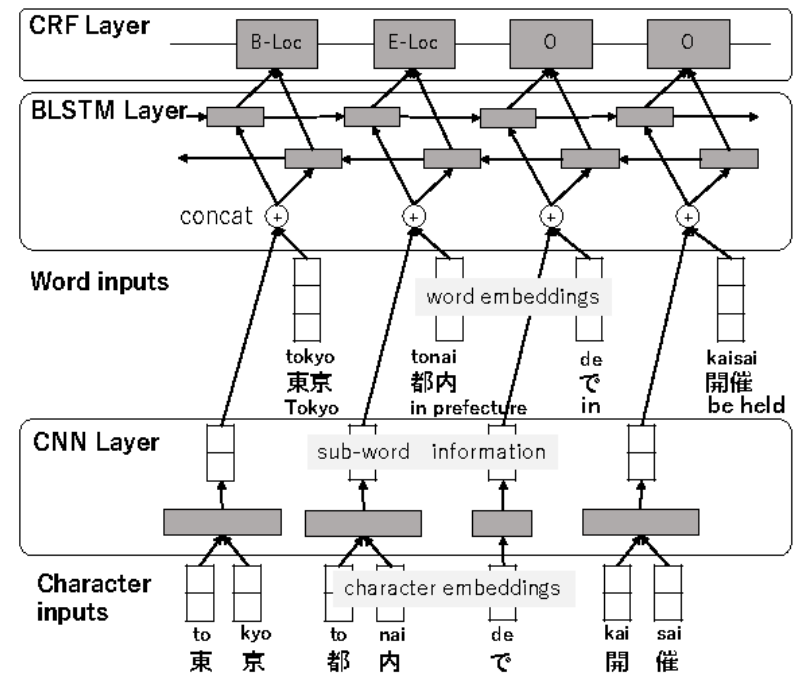 CRF Layer
B-Loc E-Loc O O
BLSTM Layer
concat + + + +
Word inputs
word embeddings
tokyo tonai de kaisai
東京 都内 で 開催
Tokyo in prefecture in be held
CNN Layer
sub-word information
Character
inputs
character embeddings
to kyo to nai de kai sai
東 京 都 内 で 開 催